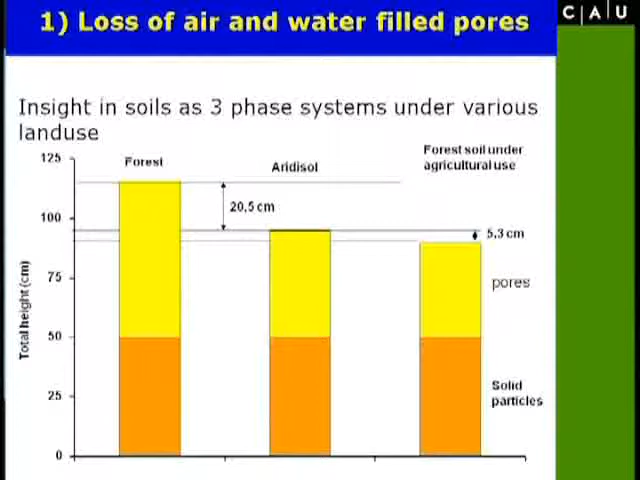 1) Loss of air and water filled pores
C A U
Insight in soils as 3 phase systems under various
landuse
125
100
75
50
25
0
Total height (cm)
Forest
Aridisol
Forest soil under
agricultural use
20,5 cm
5.3 cm
pores
Solid
particles